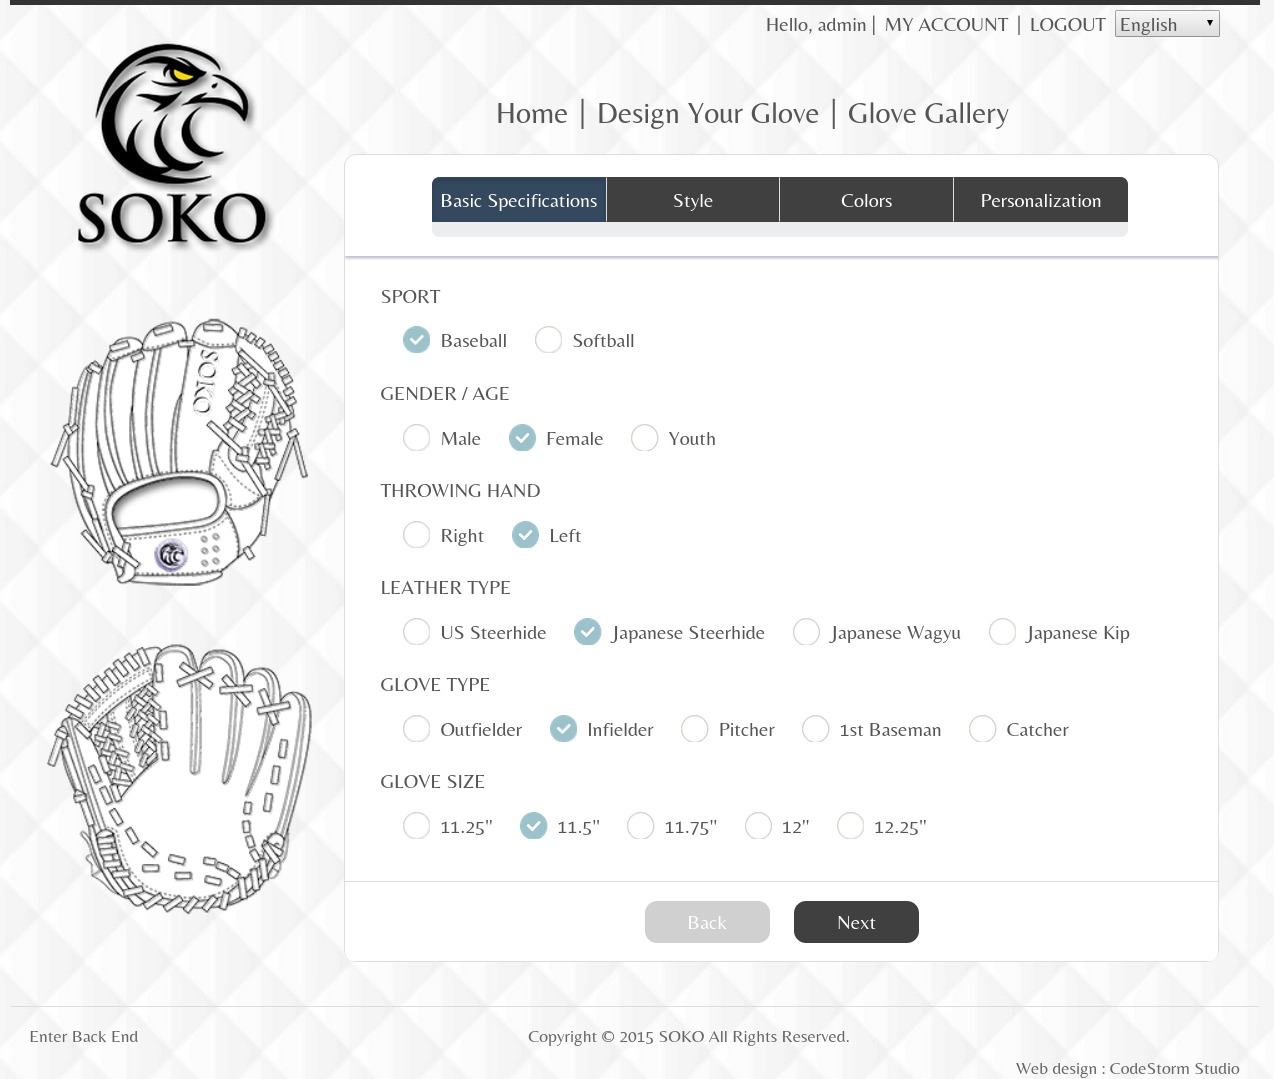 Hello, admin | MY ACCOUNT | LOGOUT English
SOKO
Home | Design Your Glove | Glove Gallery
Basic Specifications Style Colors Personalization
SPORT
Baseball Softball
GENDER / AGE
Male Female Youth
THROWING HAND
Right Left
LEATHER TYPE
US Steerhide Japanese Steerhide Japanese Wagyu Japanese Kip
GLOVE TYPE
Outfielder Infielder Pitcher 1st Baseman Catcher
GLOVE SIZE
11.25" 11.5" 11.75" 12" 12.25"
Back Next
SOKO
Enter Back End Copyright © 2015 SOKO All Rights Reserved.
Web design : CodeStorm Studio